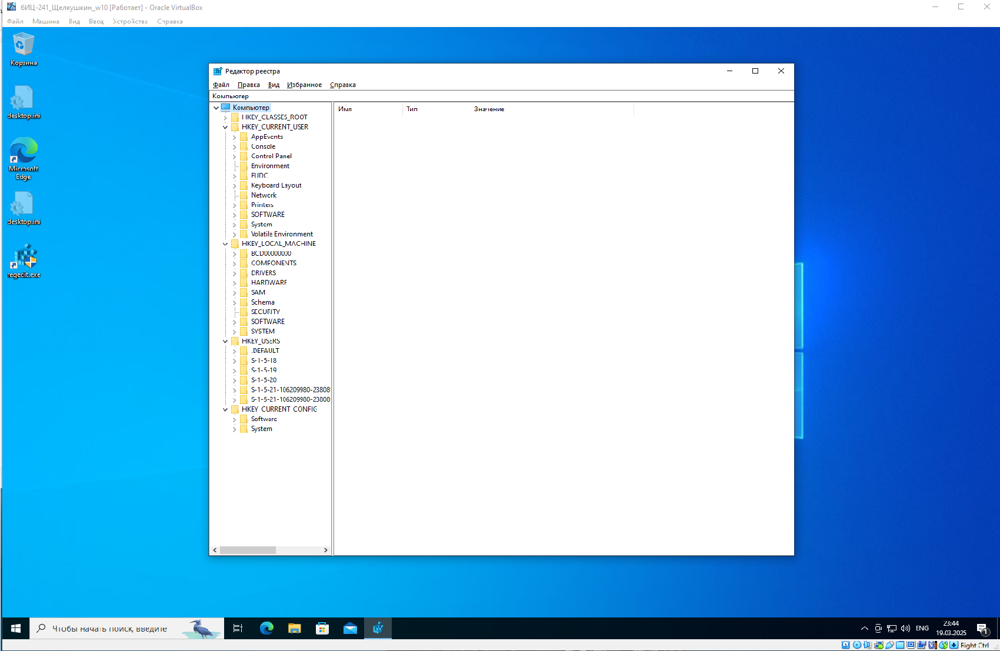 6ИЦ-241_Щелкушкин_w10 [Работает] - Oracle VirtualBox
Файл Машина Вид Ввод Устройства Справка
Корзина
desktop.ini
Microsoft
Edge
desktop.ini
regedit.exe
Редактор реестра
Файл Правка Вид Избранное Справка
Компьютер
Имя Тип Значение
Компьютер
HKEY_CLASSES_ROOT
HKEY_CURRENT_USER
AppEvents
Console
Control Panel
Environment
EUDC
Keyboard Layout
Network
Printers
SOFTWARE
System
Volatile Environment
HKEY_LOCAL_MACHINE
BCD00000000
COMPONENTS
DRIVERS
HARDWARE
SAM
Schema
SECURITY
SOFTWARE
SYSTEM
HKEY_USERS
.DEFAULT
S-1-5-18
S-1-5-19
S-1-5-20
S-1-5-21-106209980-23808
S-1-5-21-106209980-23808
HKEY_CURRENT_CONFIG
Software
System
Чтобы начать поиск, введите
ENG
23:44
19.03.2025
1
Right Ctrl